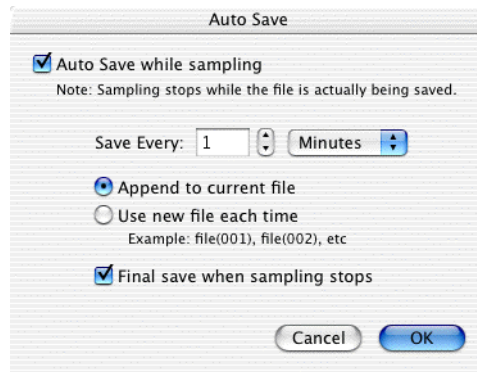 Auto Save
Auto Save while sampling
Note: Sampling stops while the file is actually being saved.
Save Every: 1 Minutes
Append to current file
Use new file each time
Example: file(001), file(002), etc
Final save when sampling stops
Cancel OK